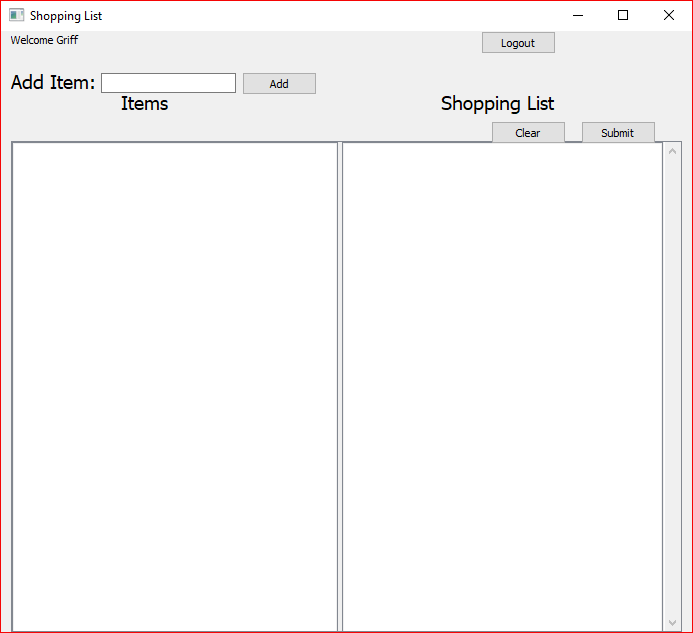 Shopping List
Welcome Griff
Logout
Add Item:
Add
Items
Shopping List
Clear
Submit